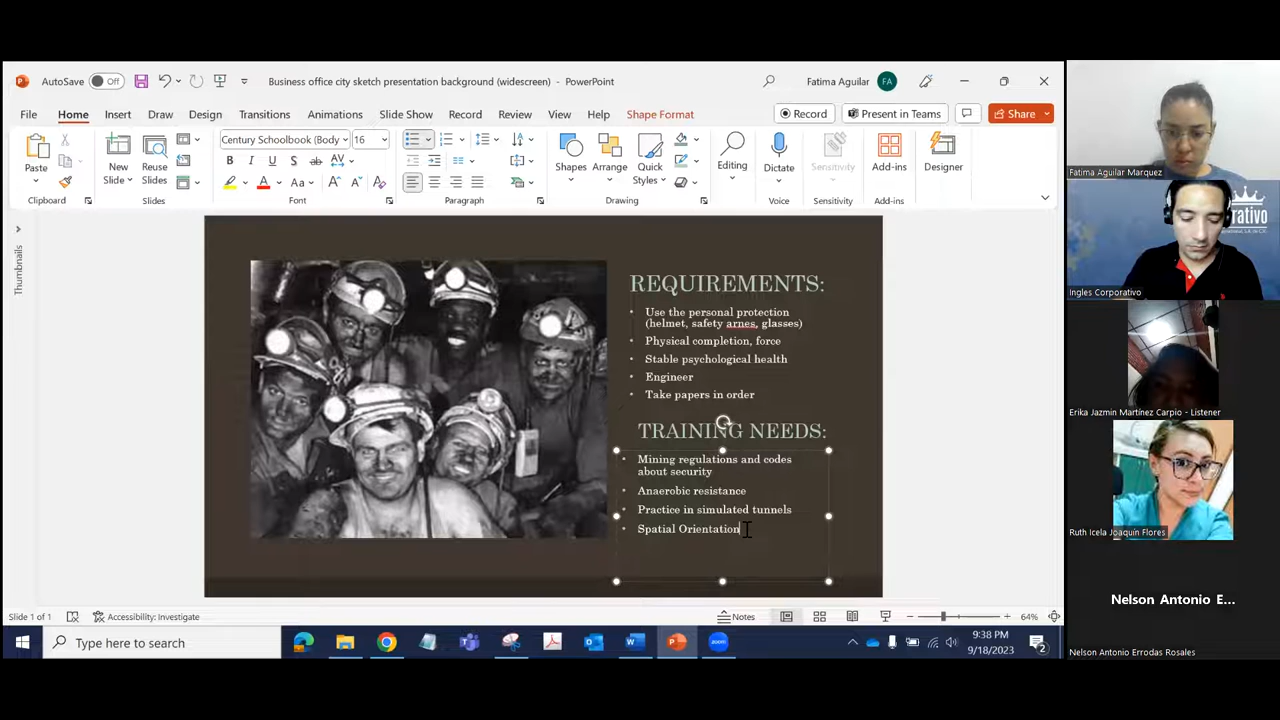 AutoSave Off
Business office city sketch presentation background (widescreen) - PowerPoint
Fatima Aguilar FA
File Home Insert Draw Design Transitions Animations Slide Show Record Review View Help Shape Format
Record Present in Teams Share
Century Schoolbook (Body 16
Paste New Slide Reuse Slides
B I U S ab AV
Aa A A A
Shapes Arrange Quick Styles
Editing Dictate Sensitivity Add-ins Designer
Clipboard Slides Font Paragraph Drawing Voice Sensitivity Add-ins
Thumbnails
REQUIREMENTS:
• Use the personal protection
(helmet, safety arnes, glasses)
• Physical completion, force
• Stable psychological health
• Engineer
• Take papers in order
TRAINING NEEDS:
• Mining regulations and codes
about security
• Anaerobic resistance
• Practice in simulated tunnels
• Spatial Orientation
Slide 1 of 1 Accessibility: Investigate Notes 64%
Type here to search
9:38 PM
9/18/2023
2
Fatima Aguilar Marquez
rativo
Ingles Corporativo
Erika Jazmin Martínez Carpio - Listener
Ruth Icela Joaquín Flores
Nelson Antonio E...
Nelson Antonio Errodas Rosales